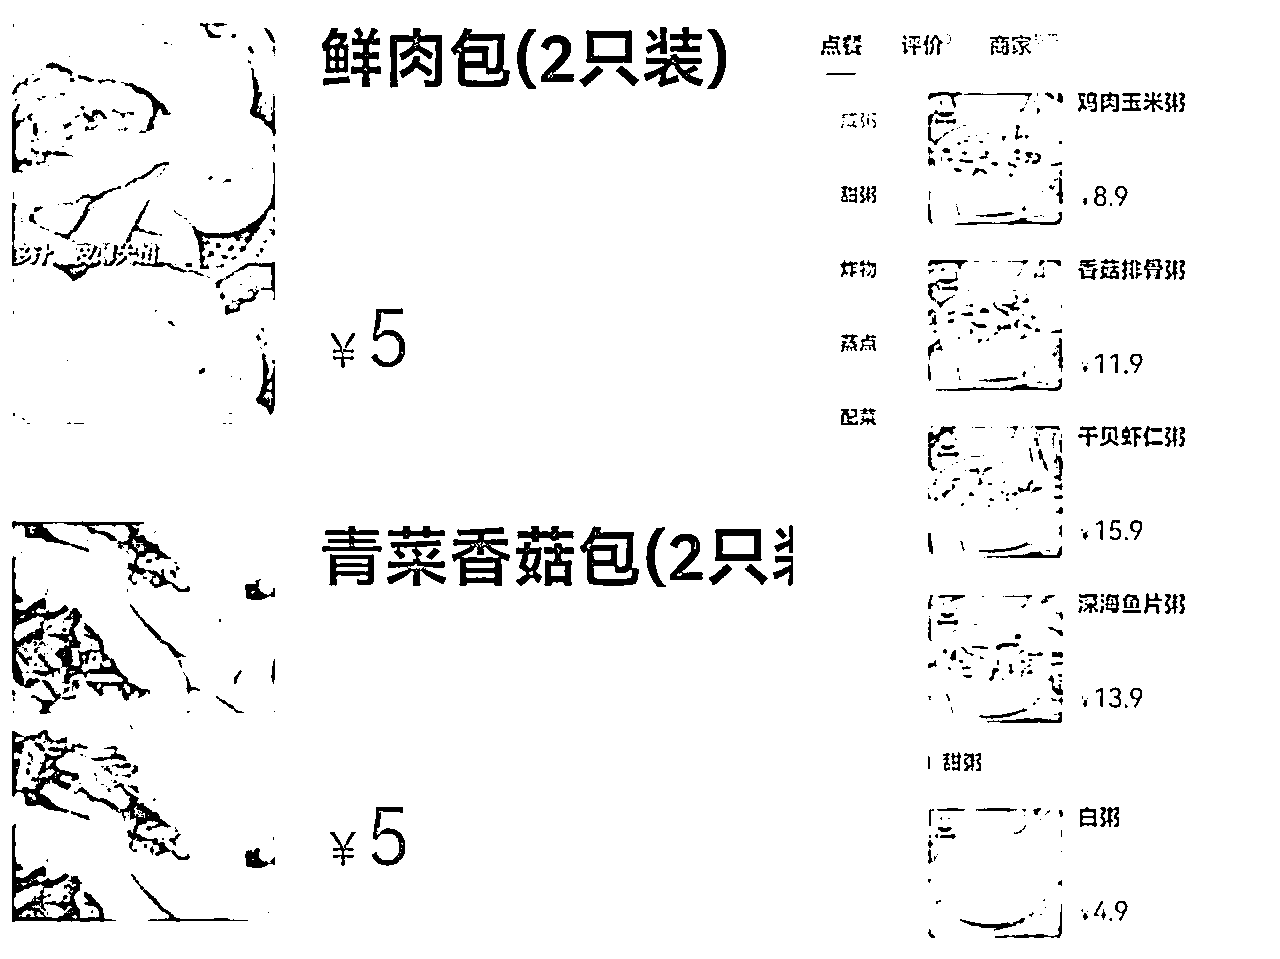 鲜肉包(2只装)
¥5
青菜香菇包(2只装
¥5
点餐 评价 商家
咸粥
甜粥
炸物
蒸点
配菜
鸡肉玉米粥
¥8.9
香菇排骨粥
¥11.9
干贝虾仁粥
¥15.9
深海鱼片粥
¥13.9
甜粥
白粥
¥4.9